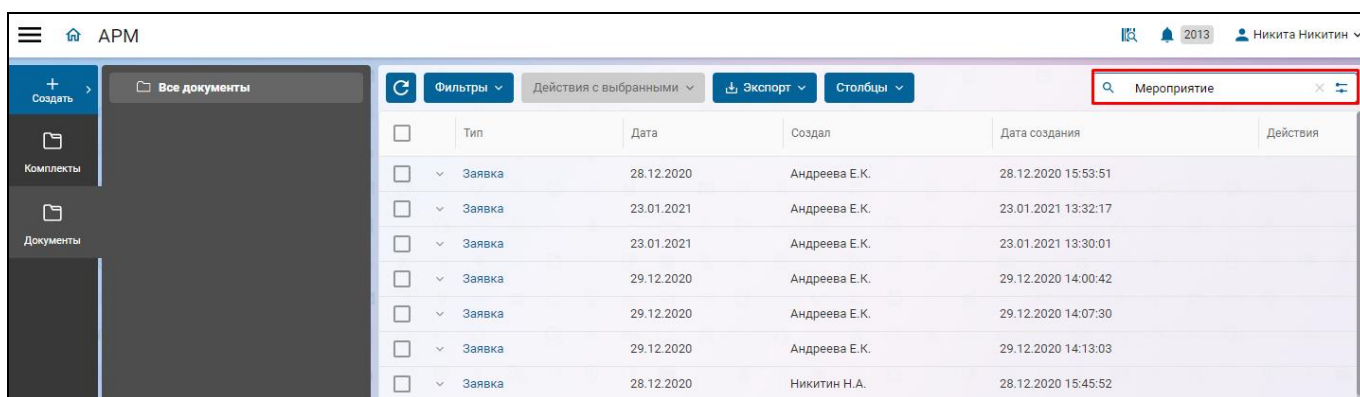 АРМ 2013 Никита Никитин
Создать Все документы Фильтры Действия с выбранными Экспорт Столбцы Мероприятие
Тип Дата Создал Дата создания Действия
Комплекты
Документы
Заявка 28.12.2020 Андреева Е.К. 28.12.2020 15:53:51
Заявка 23.01.2021 Андреева Е.К. 23.01.2021 13:32:17
Заявка 23.01.2021 Андреева Е.К. 23.01.2021 13:30:01
Заявка 29.12.2020 Андреева Е.К. 29.12.2020 14:00:42
Заявка 29.12.2020 Андреева Е.К. 29.12.2020 14:07:30
Заявка 29.12.2020 Андреева Е.К. 29.12.2020 14:13:03
Заявка 28.12.2020 Никитин Н.А. 28.12.2020 15:45:52